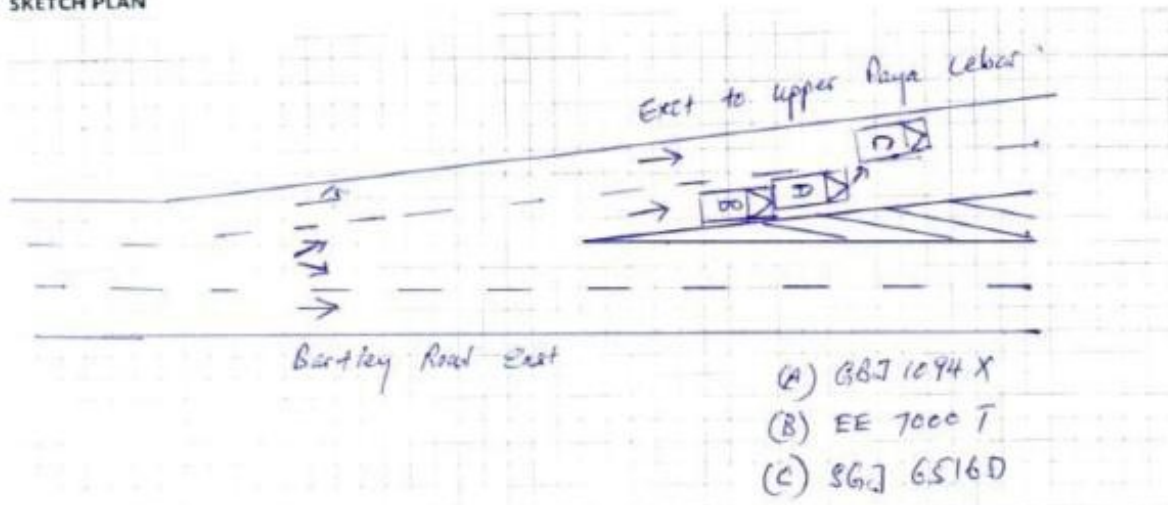 SKETCH PLAN
Exit to Upper Paya Lebar
C
B A
Bartley Road East
(A) GBJ 1094 X
(B) EE 7000 T
(C) SGJ 6516D